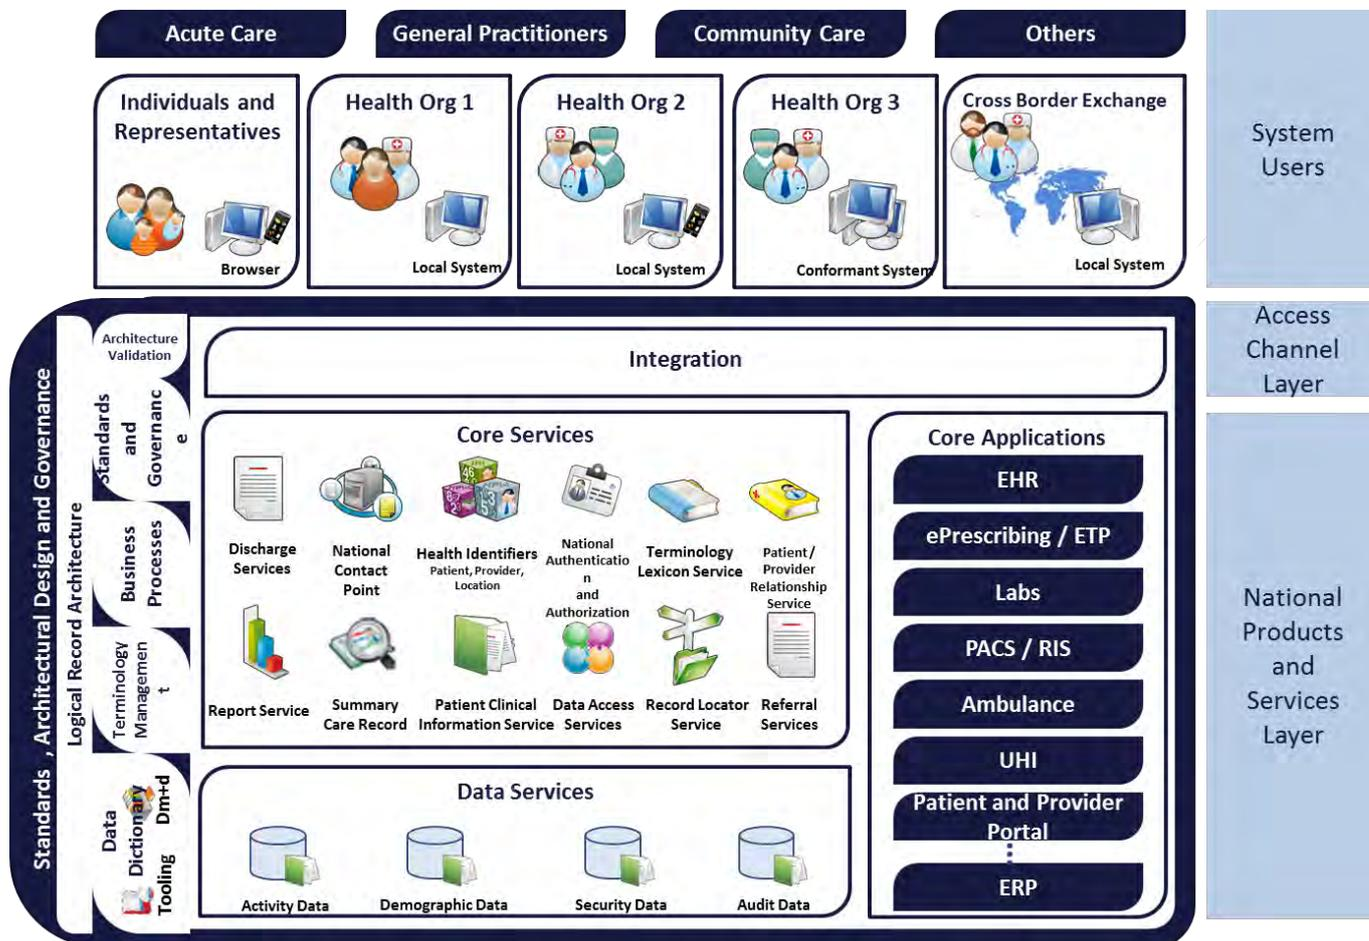 Acute Care
General Practitioners
Community Care
Others
Individuals and
Representatives
Browser
Health Org 1
Local System
Health Org 2
Local System
Health Org 3
Conformant System
Cross Border Exchange
Local System
System
Users
Access
Channel
Layer
National
Products
and
Services
Layer
Standards , Architectural Design and Governance
Logical Record Architecture
Architecture
Validation
Standards
and
Governanc
e
Business
Processes
Terminology
Managemen
t
Data
Dictionary
Dm+d
Tooling
Integration
Core Services
Discharge
Services
National
Contact
Point
Health Identifiers
Patient, Provider,
Location
National
Authenticatio
n
and
Authorization
Terminology
Lexicon Service
Patient /
Provider
Relationship
Service
Report Service
Summary
Care Record
Patient Clinical
Information Service
Data Access
Services
Record Locator
Service
Referral
Services
Data Services
Activity Data
Demographic Data
Security Data
Audit Data
Core Applications
EHR
ePrescribing / ETP
Labs
PACS / RIS
Ambulance
UHI
Patient and Provider
Portal
ERP